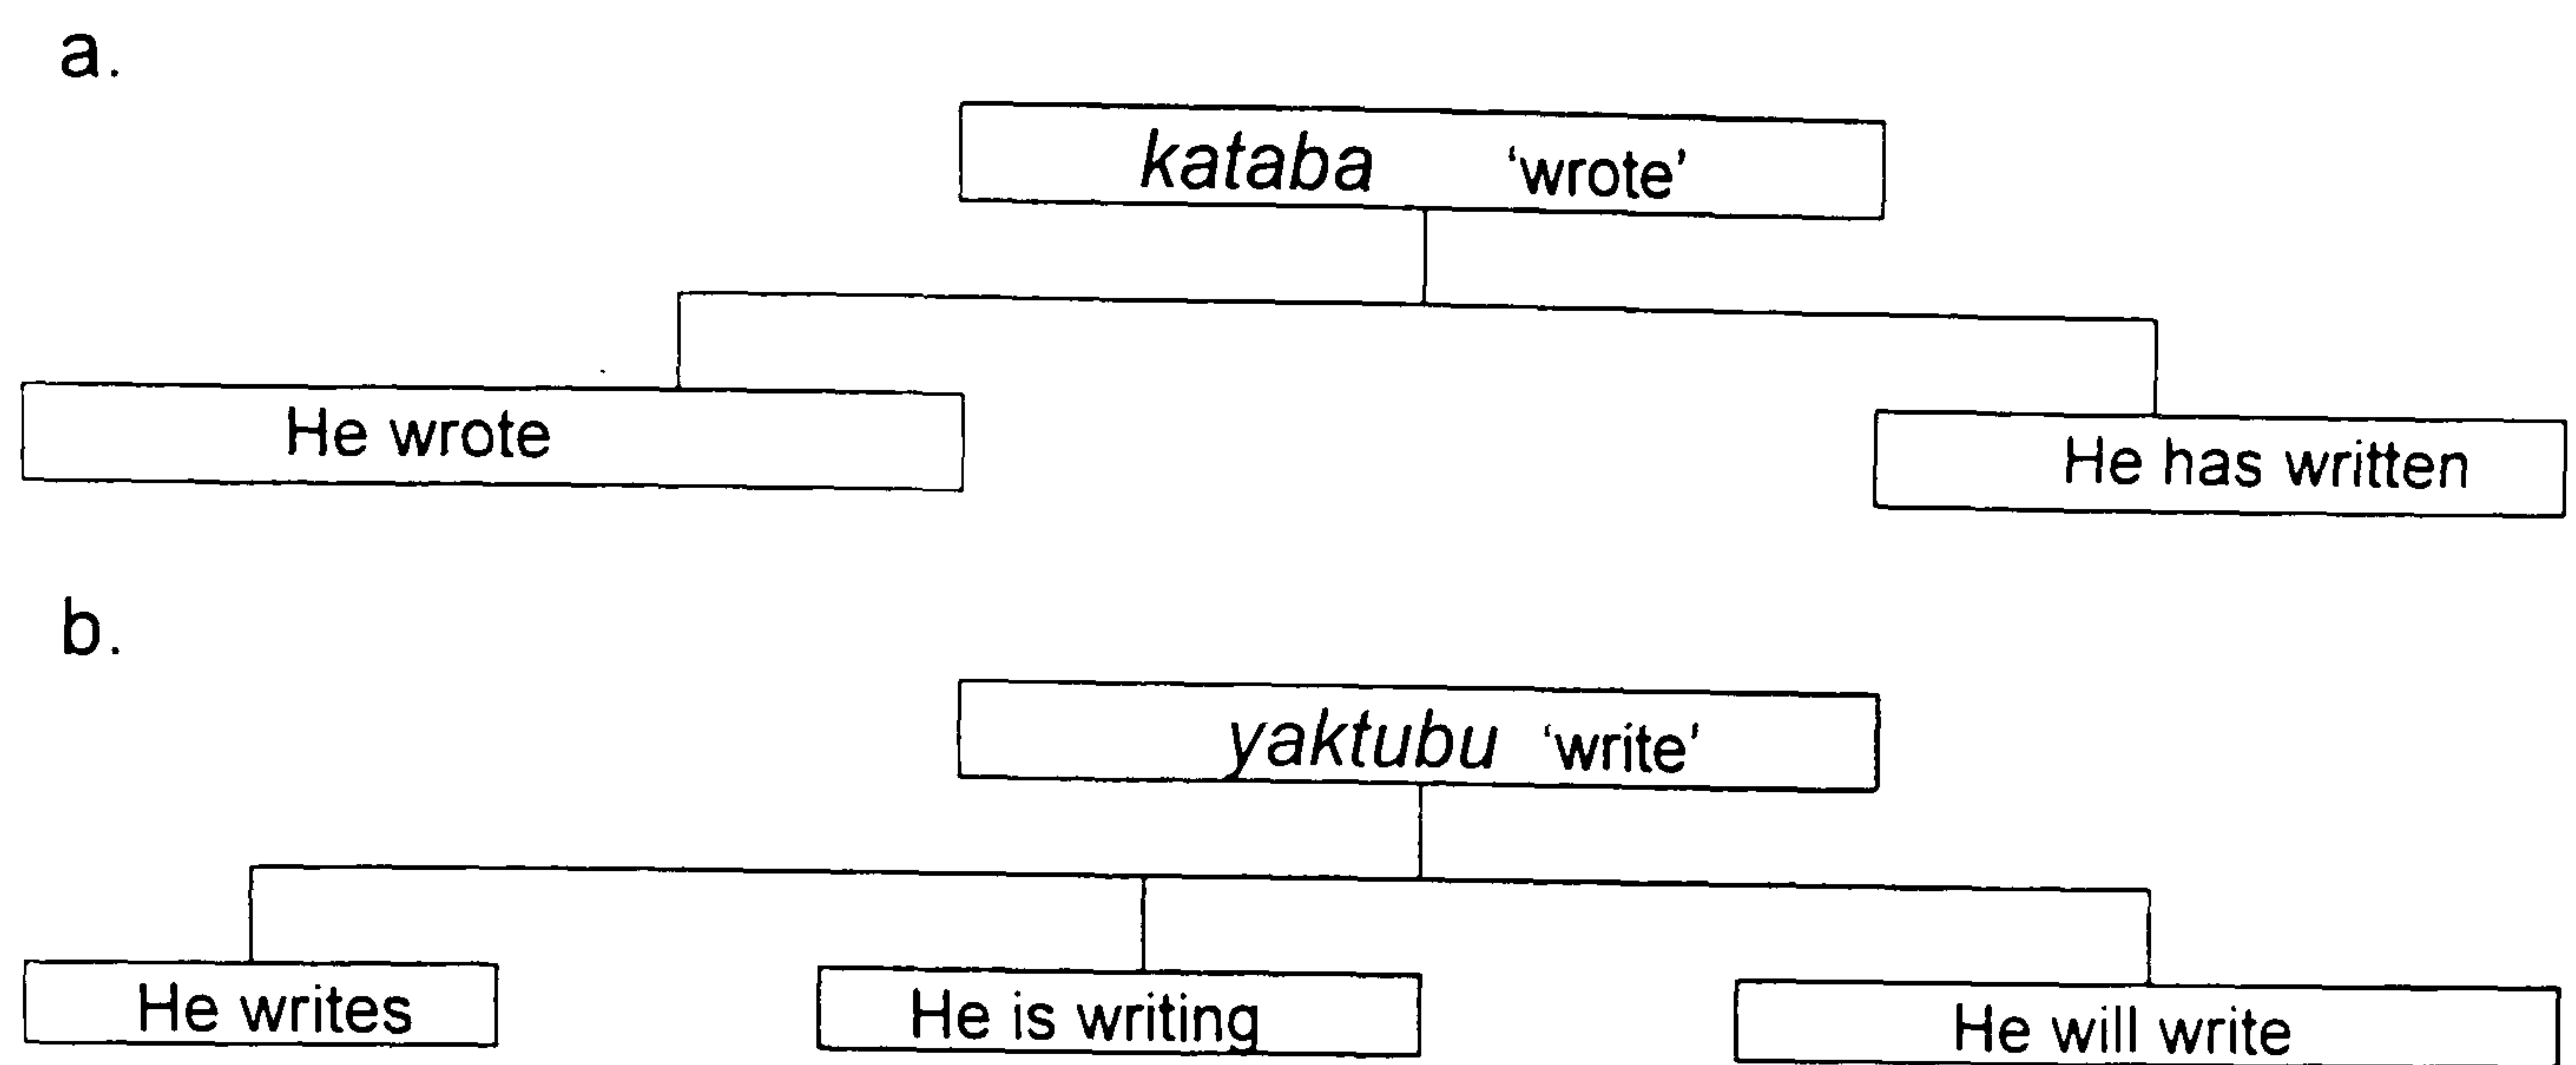 a.
kataba 'wrote'
He wrote
He has written
b.
yaktubu 'write'
He writes
He is writing
He will write